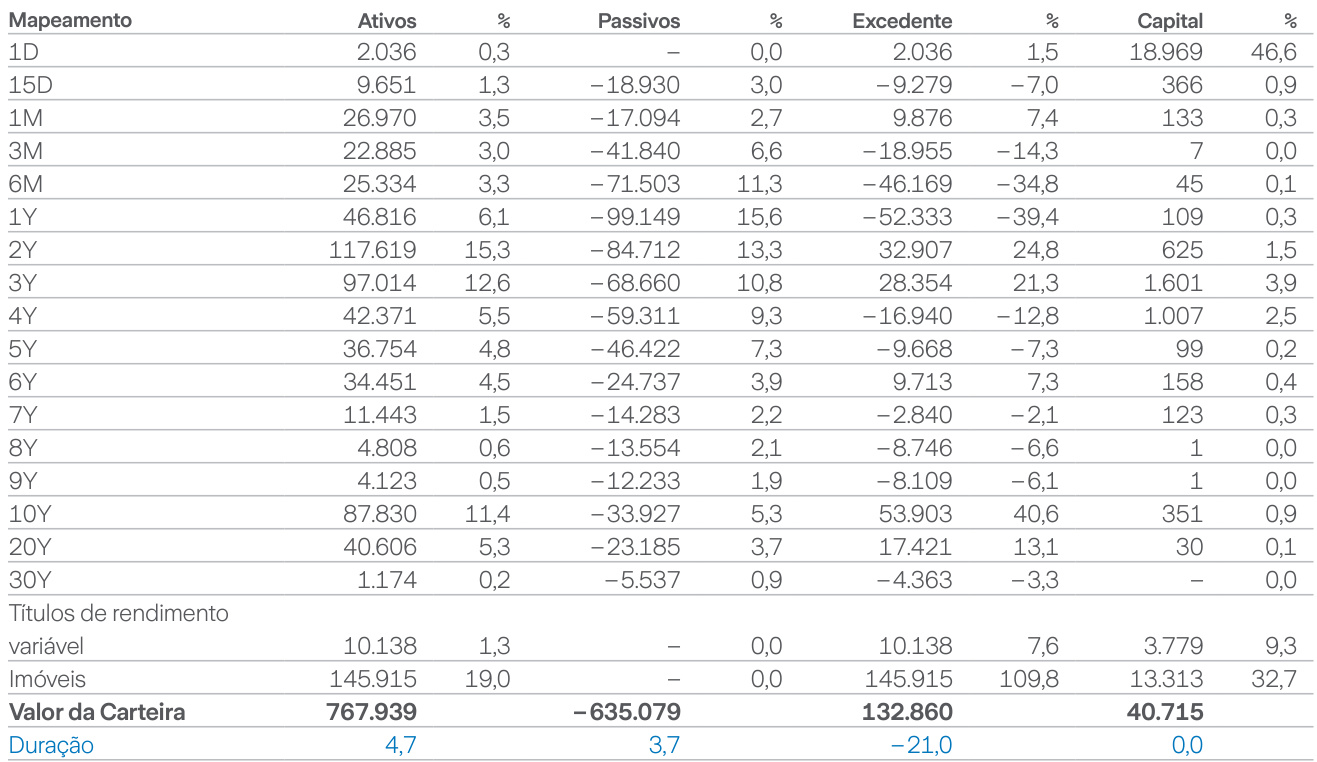 Mapeamento Ativos % Passivos % Excedente % Capital %
1D 2.036 0,3 – 0,0 2.036 1,5 18.969 46,6
15D 9.651 1,3 –18.930 3,0 –9.279 –7,0 366 0,9
1M 26.970 3,5 –17.094 2,7 9.876 7,4 133 0,3
3M 22.885 3,0 –41.840 6,6 –18.955 –14,3 7 0,0
6M 25.334 3,3 –71.503 11,3 –46.169 –34,8 45 0,1
1Y 46.816 6,1 –99.149 15,6 –52.333 –39,4 109 0,3
2Y 117.619 15,3 –84.712 13,3 32.907 24,8 625 1,5
3Y 97.014 12,6 –68.660 10,8 28.354 21,3 1.601 3,9
4Y 42.371 5,5 –59.311 9,3 –16.940 –12,8 1.007 2,5
5Y 36.754 4,8 –46.422 7,3 –9.668 –7,3 99 0,2
6Y 34.451 4,5 –24.737 3,9 9.713 7,3 158 0,4
7Y 11.443 1,5 –14.283 2,2 –2.840 –2,1 123 0,3
8Y 4.808 0,6 –13.554 2,1 –8.746 –6,6 1 0,0
9Y 4.123 0,5 –12.233 1,9 –8.109 –6,1 1 0,0
10Y 87.830 11,4 –33.927 5,3 53.903 40,6 351 0,9
20Y 40.606 5,3 –23.185 3,7 17.421 13,1 30 0,1
30Y 1.174 0,2 –5.537 0,9 –4.363 –3,3 – 0,0
Títulos de rendimento
variável 10.138 1,3 – 0,0 10.138 7,6 3.779 9,3
Imóveis 145.915 19,0 – 0,0 145.915 109,8 13.313 32,7
Valor da Carteira 767.939 –635.079 132.860 40.715
Duração 4,7 3,7 –21,0 0,0